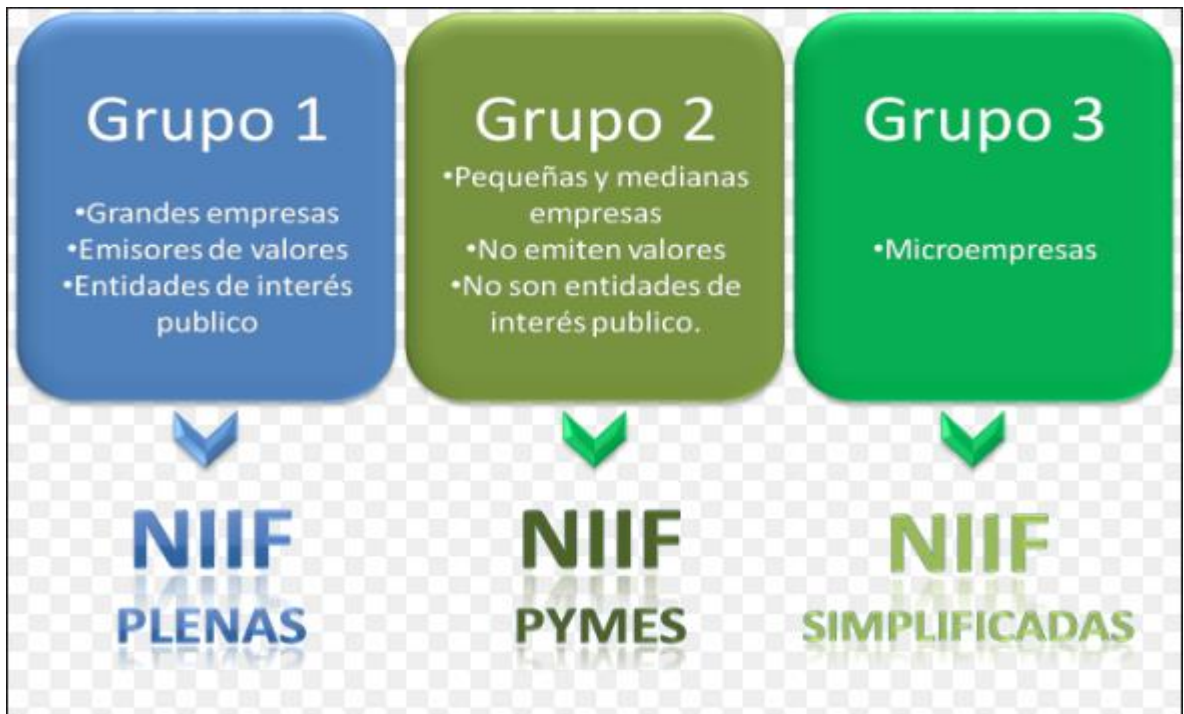 Grupo 1
•Grandes empresas
•Emisores de valores
•Entidades de interés
publico
Grupo 2
•Pequeñas y medianas
empresas
•No emiten valores
•No son entidades de
interés publico.
Grupo 3
•Microempresas
NIIF
PLENAS
NIIF
PYMES
NIIF
SIMPLIFICADAS